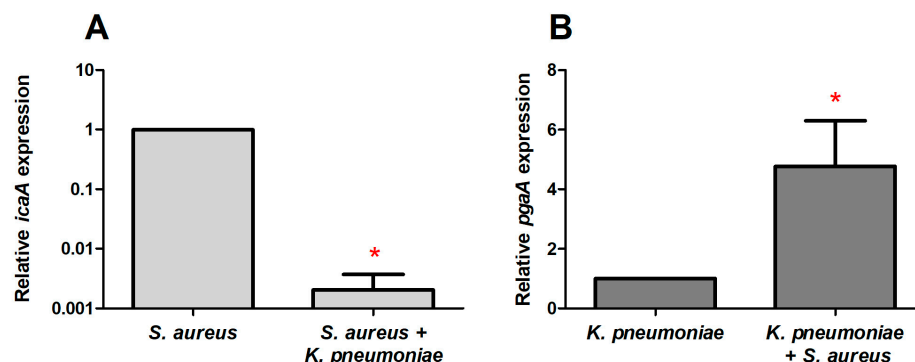 A
Relative icaA expression
10
1
0.1
0.01
0.001
*
S. aureus
S. aureus +
K. pneumoniae
B
Relative pgaA expression
8
6
4
2
0
*
K. pneumoniae
K. pneumoniae
+ S. aureus